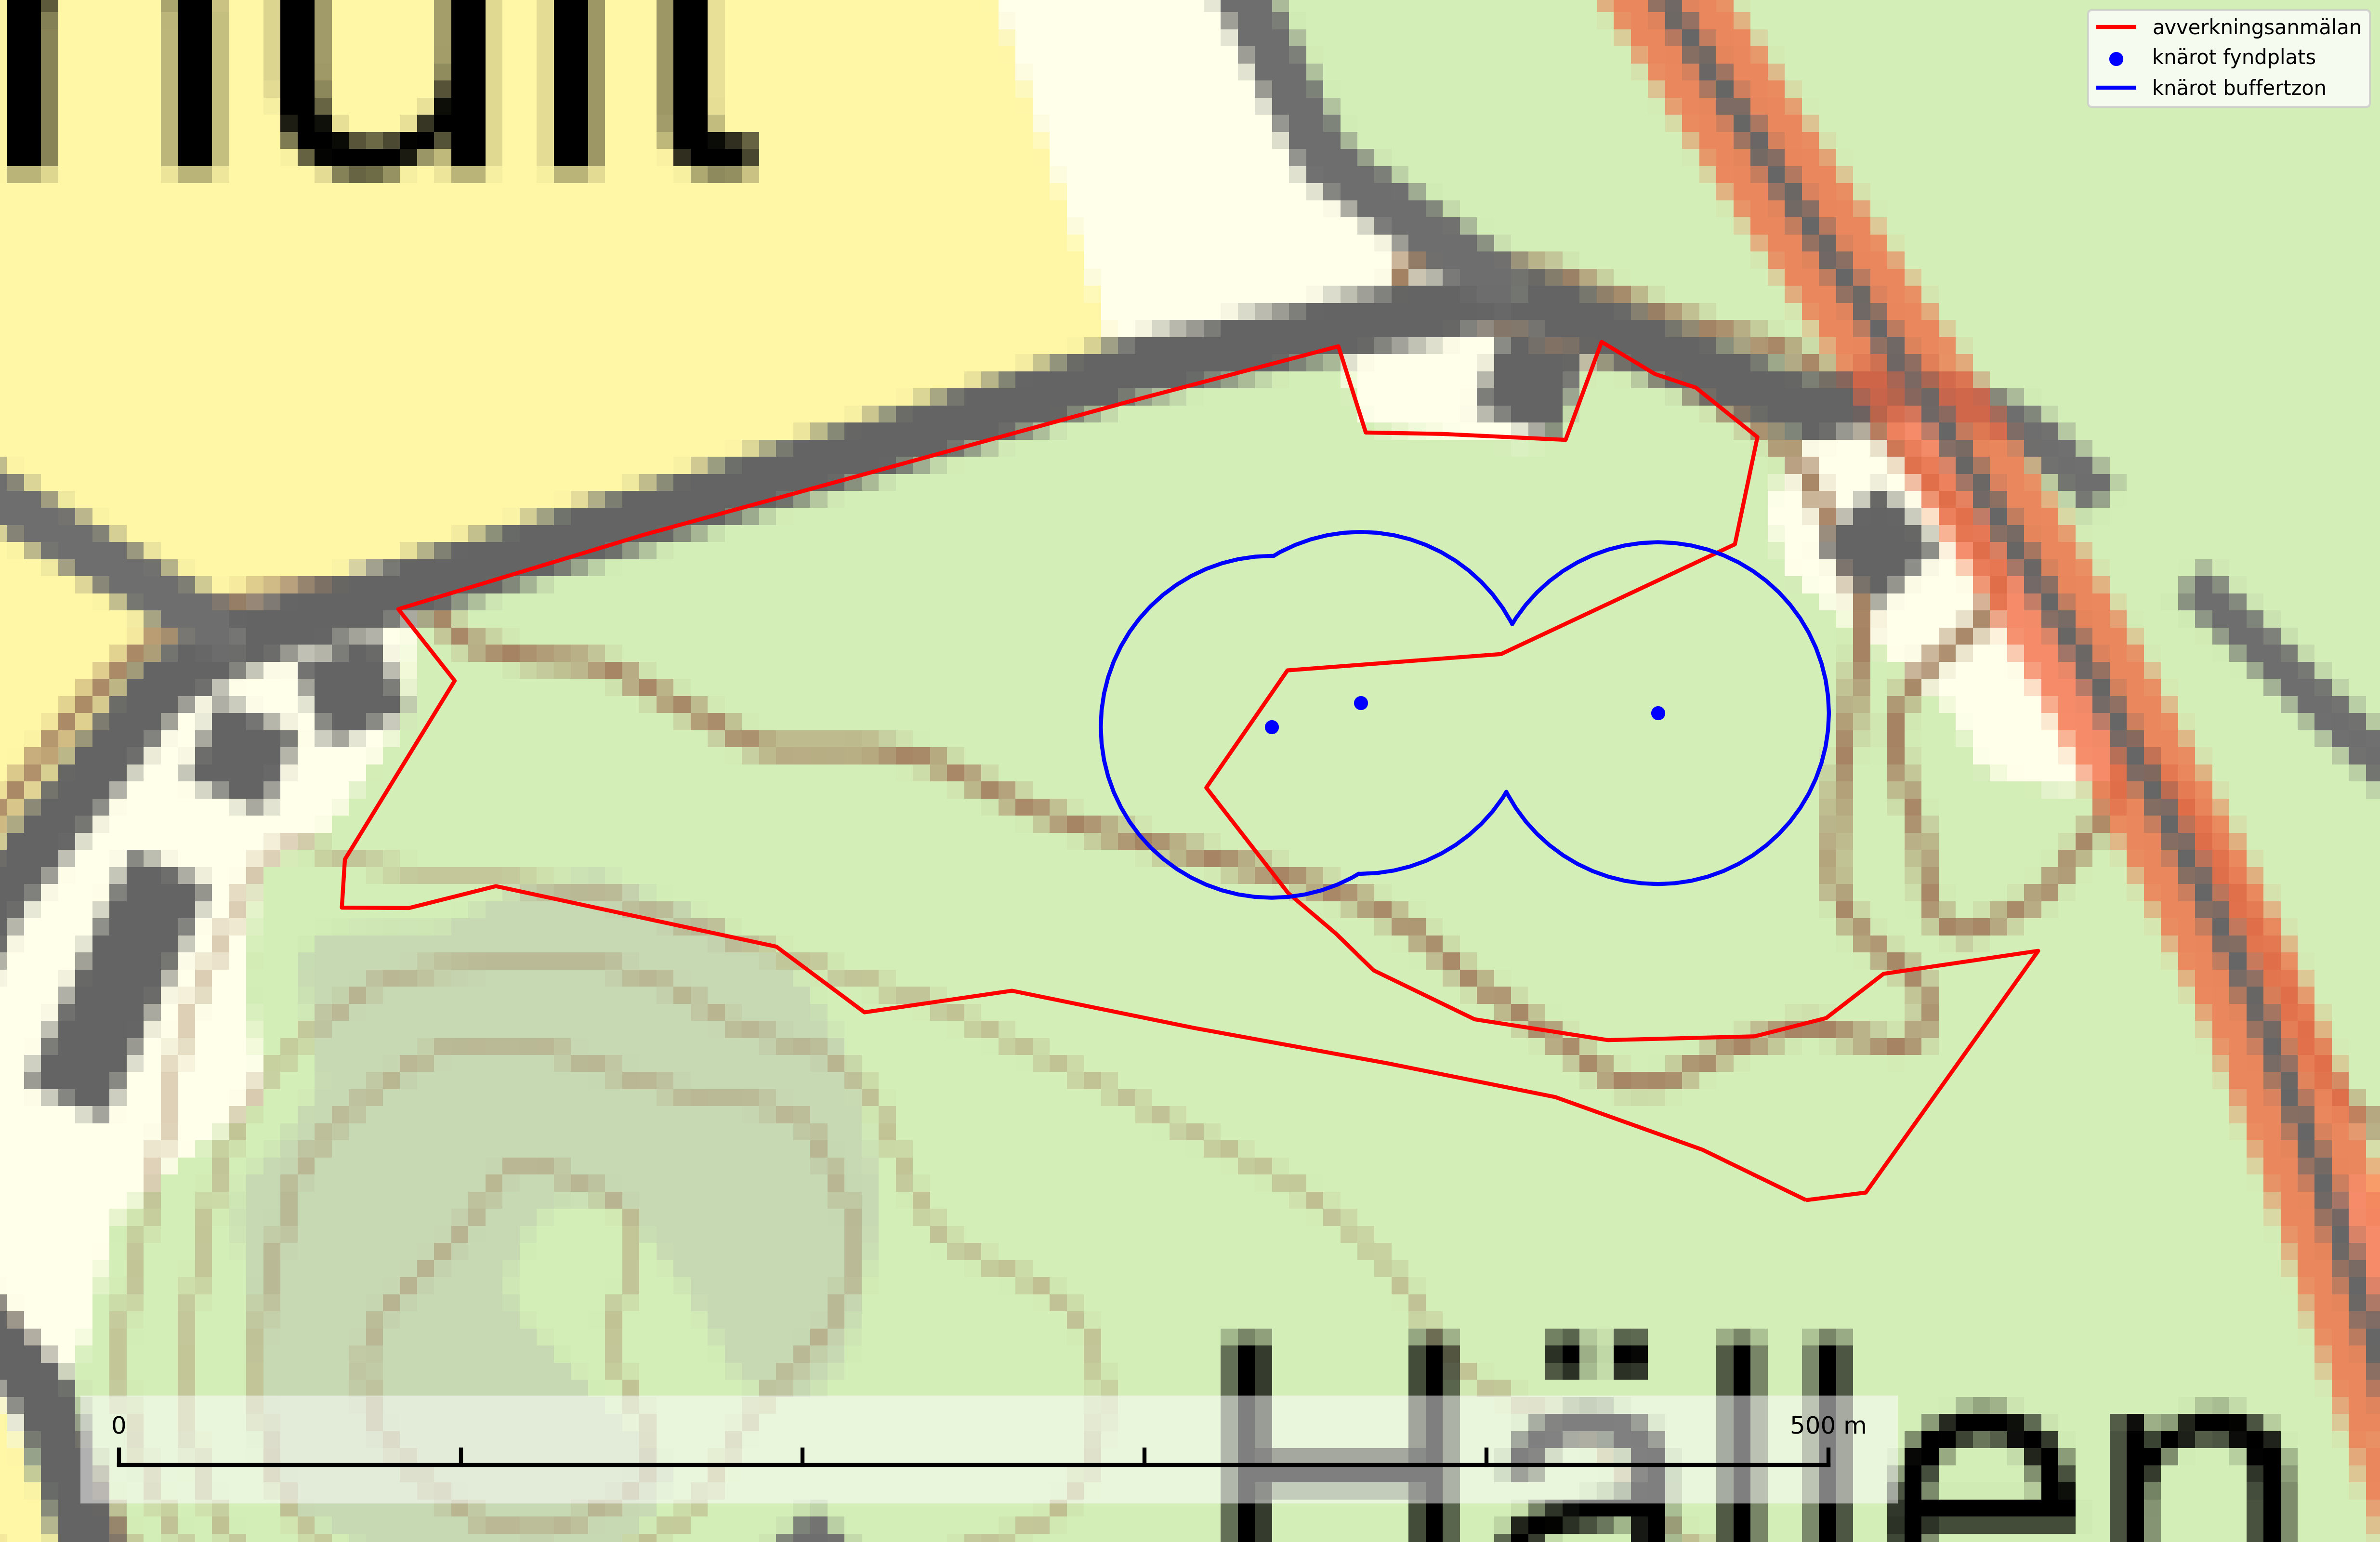 avverkningsanmälan
knärot fyndplats
knärot buffertzon
Hällen
0 500 m